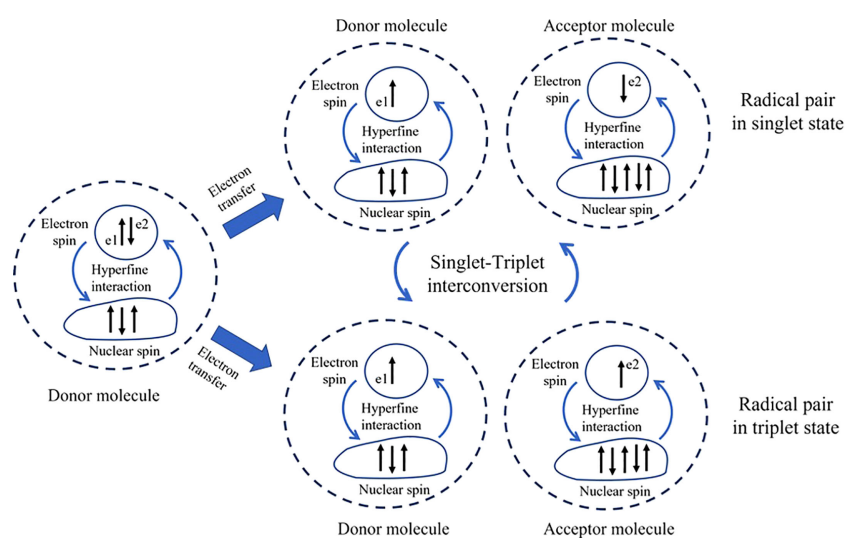 Donor molecule
Acceptor molecule
Electron
spin
e1
Hyperfine
interaction
Nuclear spin
Electron
spin
e2
Hyperfine
interaction
Nuclear spin
Radical pair
in singlet state
Electron
transfer
Electron
spin
e1
e2
Hyperfine
interaction
Nuclear spin
Donor molecule
Singlet-Triplet
interconversion
Electron
transfer
Electron
spin
e1
Hyperfine
interaction
Nuclear spin
Donor molecule
Electron
spin
e2
Hyperfine
interaction
Nuclear spin
Acceptor molecule
Radical pair
in triplet state